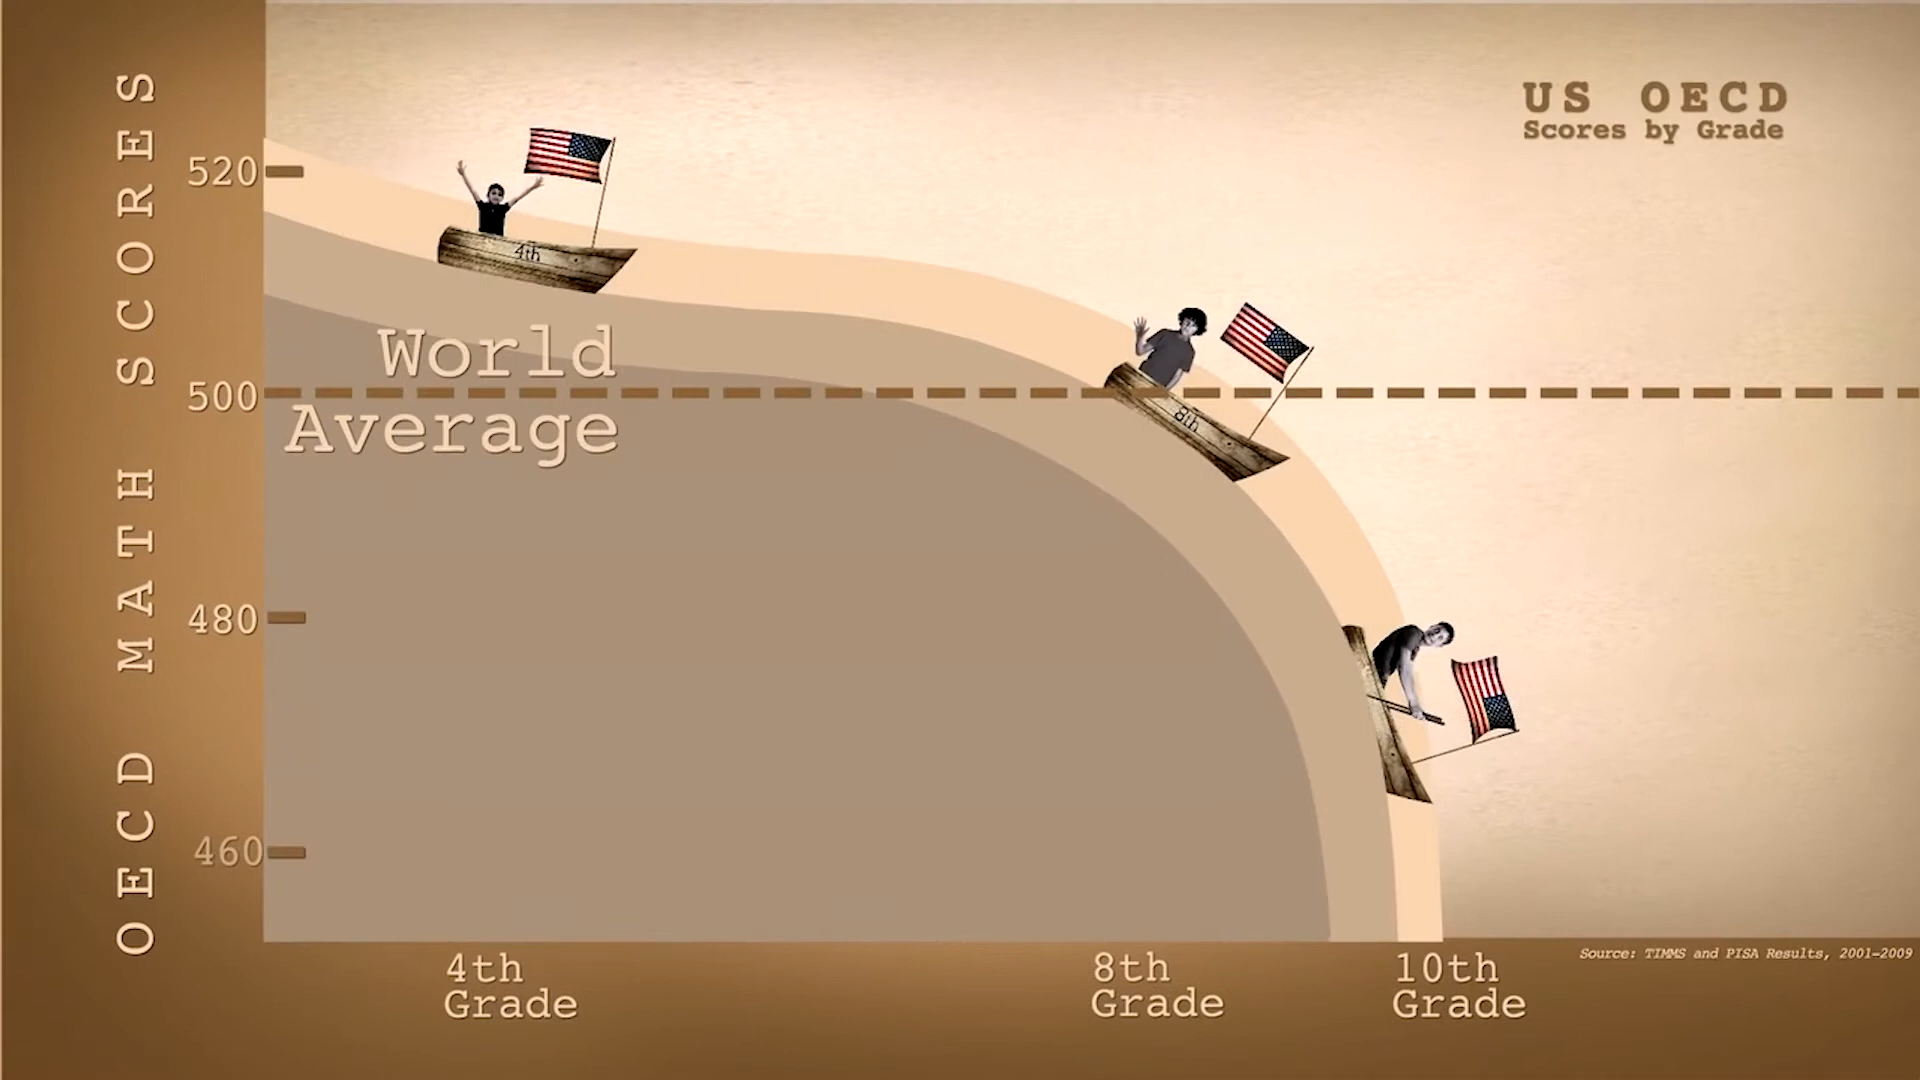 US OECD
Scores by Grade
OECD MATH SCORES
520
500
480
460
World
Average
4th
8th
4th
Grade
8th
Grade
10th
Grade
Source: TIMMS and PISA Results, 2001-2009